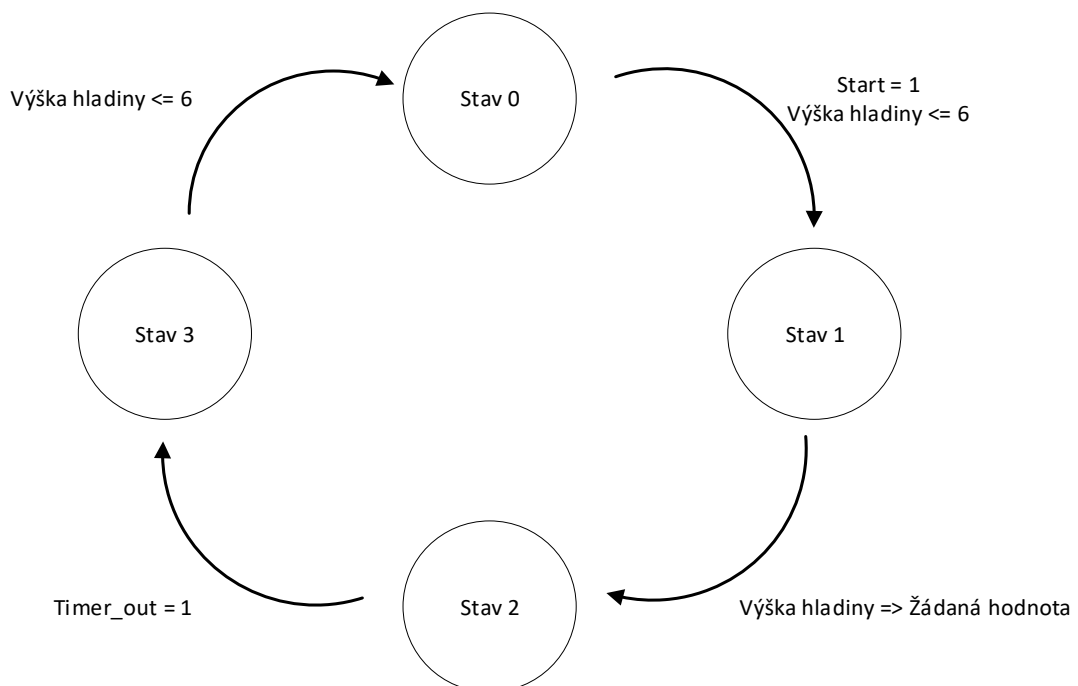 Stav 0
Start = 1
Výška hladiny <= 6
Výška hladiny <= 6
Stav 3
Stav 1
Timer_out = 1
Stav 2
Výška hladiny => Žádaná hodnota